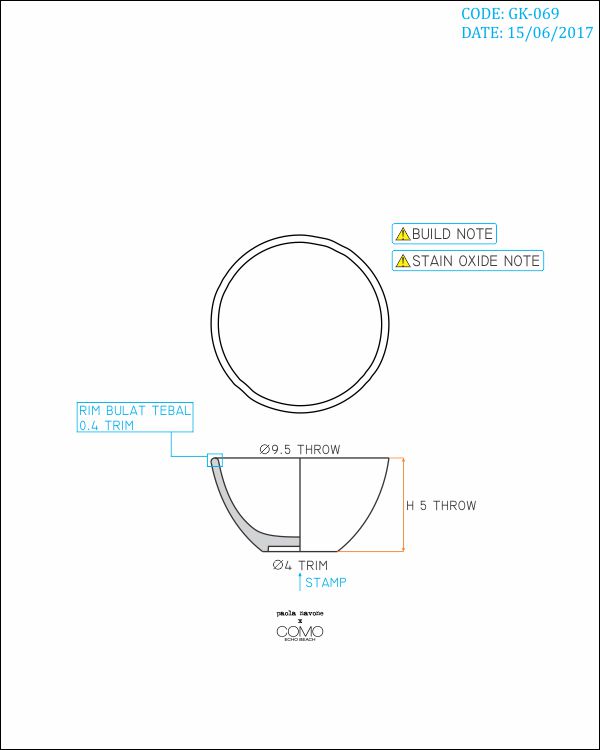 CODE: GK-069
DATE: 15/06/2017
BUILD NOTE
STAIN OXIDE NOTE
RIM BULAT TEBAL
0.4 TRIM
Ø9.5 THROW
H 5 THROW
Ø4 TRIM
STAMP
paola navone
x
COMO
ECHO BEACH